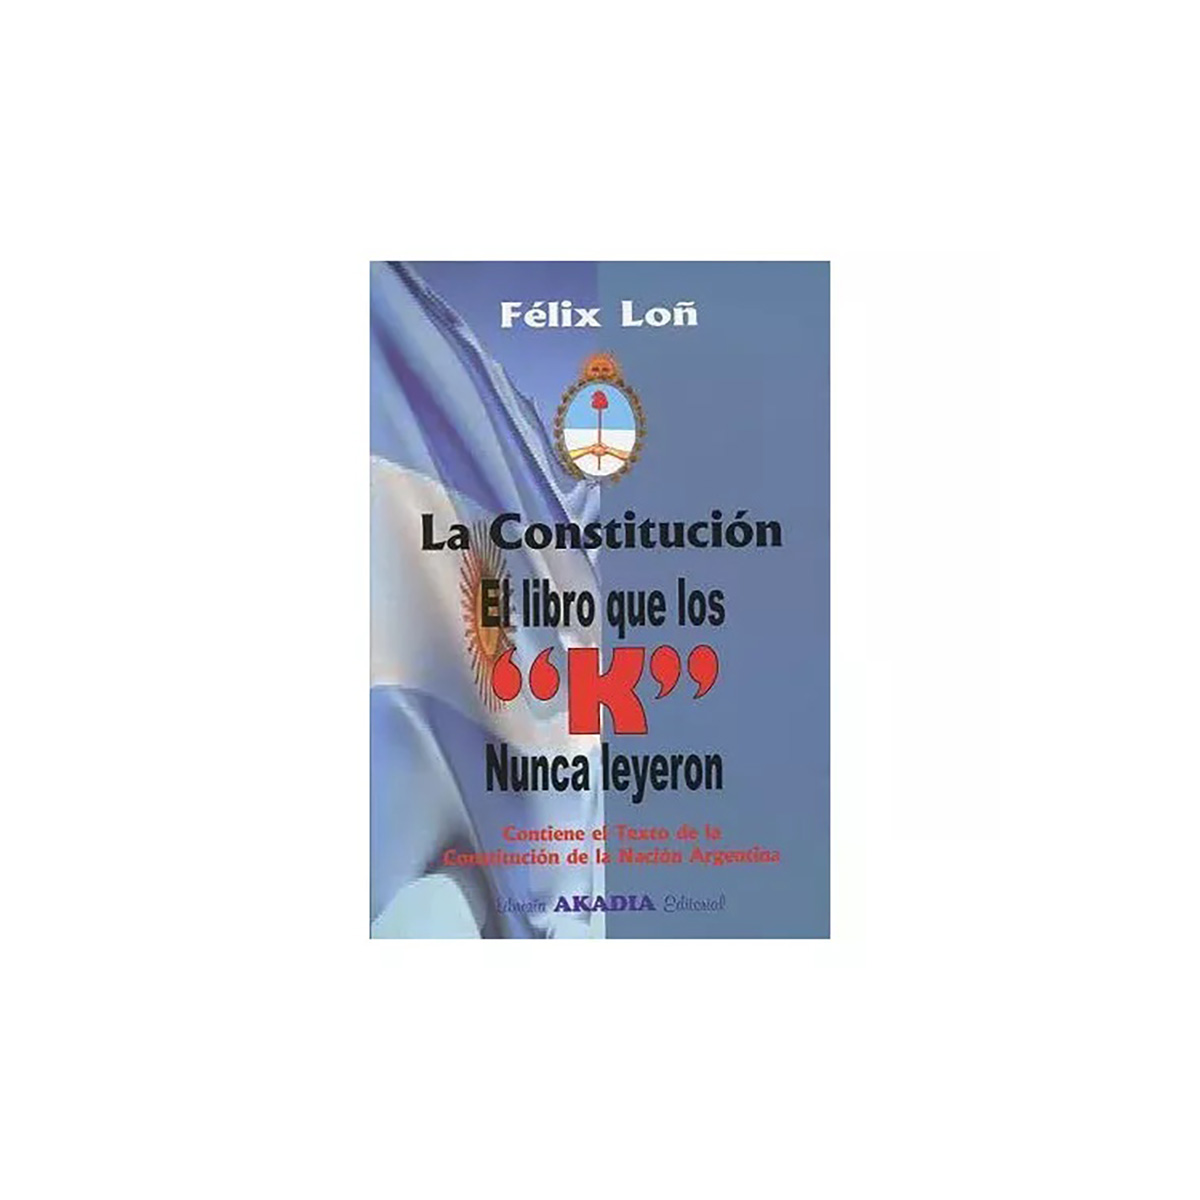 Félix Loñ
La Constitución
El libro que los
“K”
Nunca leyeron
Contiene el Texto de la
Constitución de la Nación Argentina
Librería AKADIA Editorial